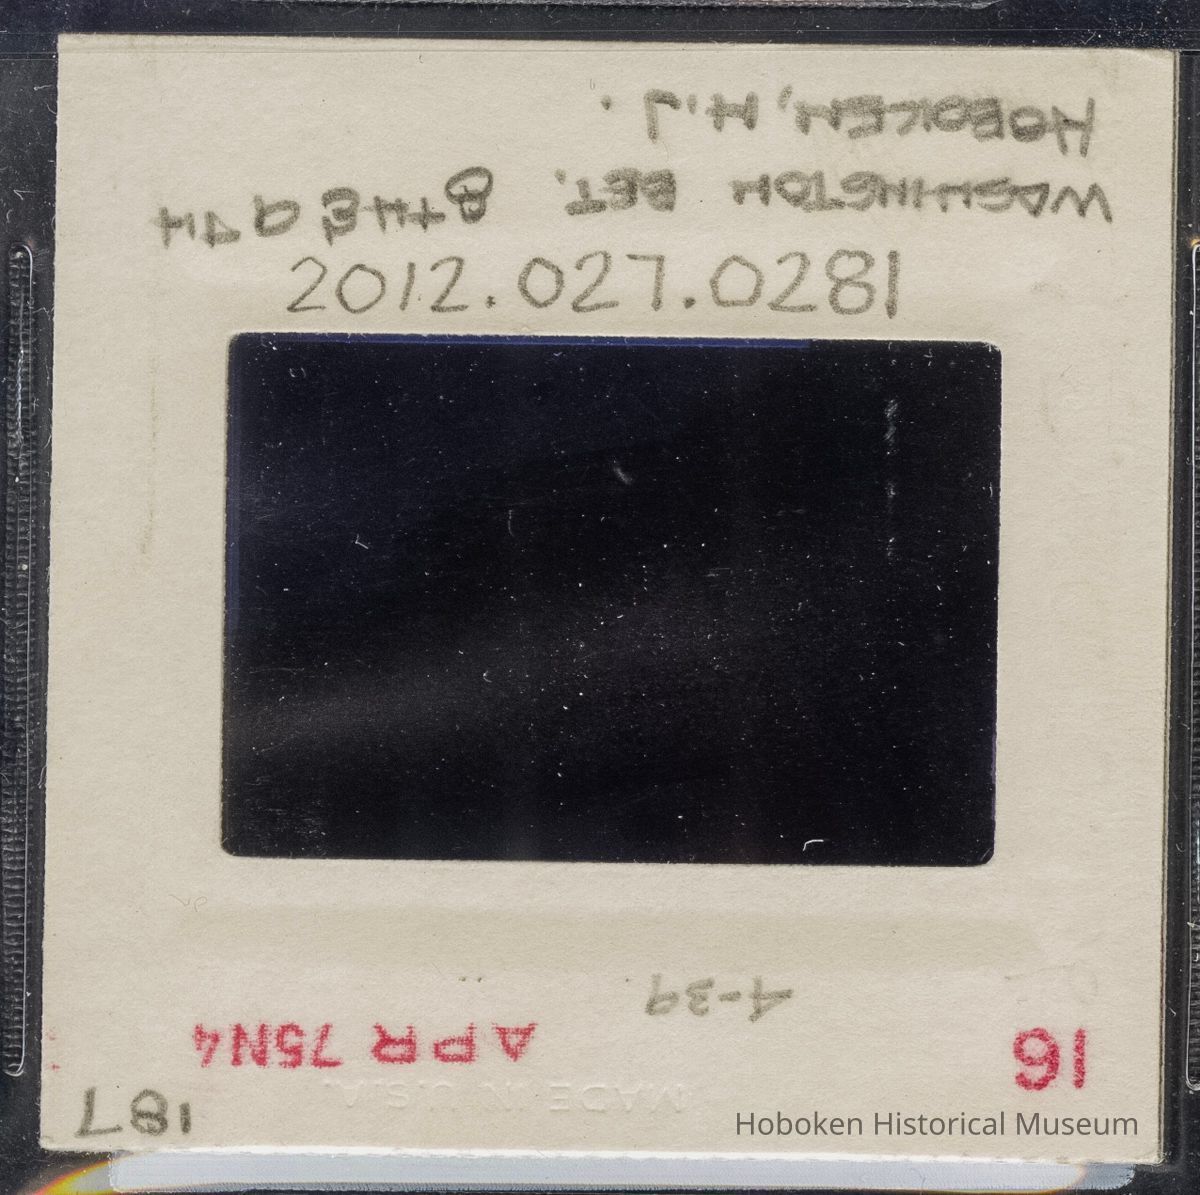 WASHINGTON BET. 8TH & 9TH
HOBOKEN, N.J.
2012.027.0281
4-39
16 APR 75N4
MADE IN U.S.A.
187
Hoboken Historical Museum